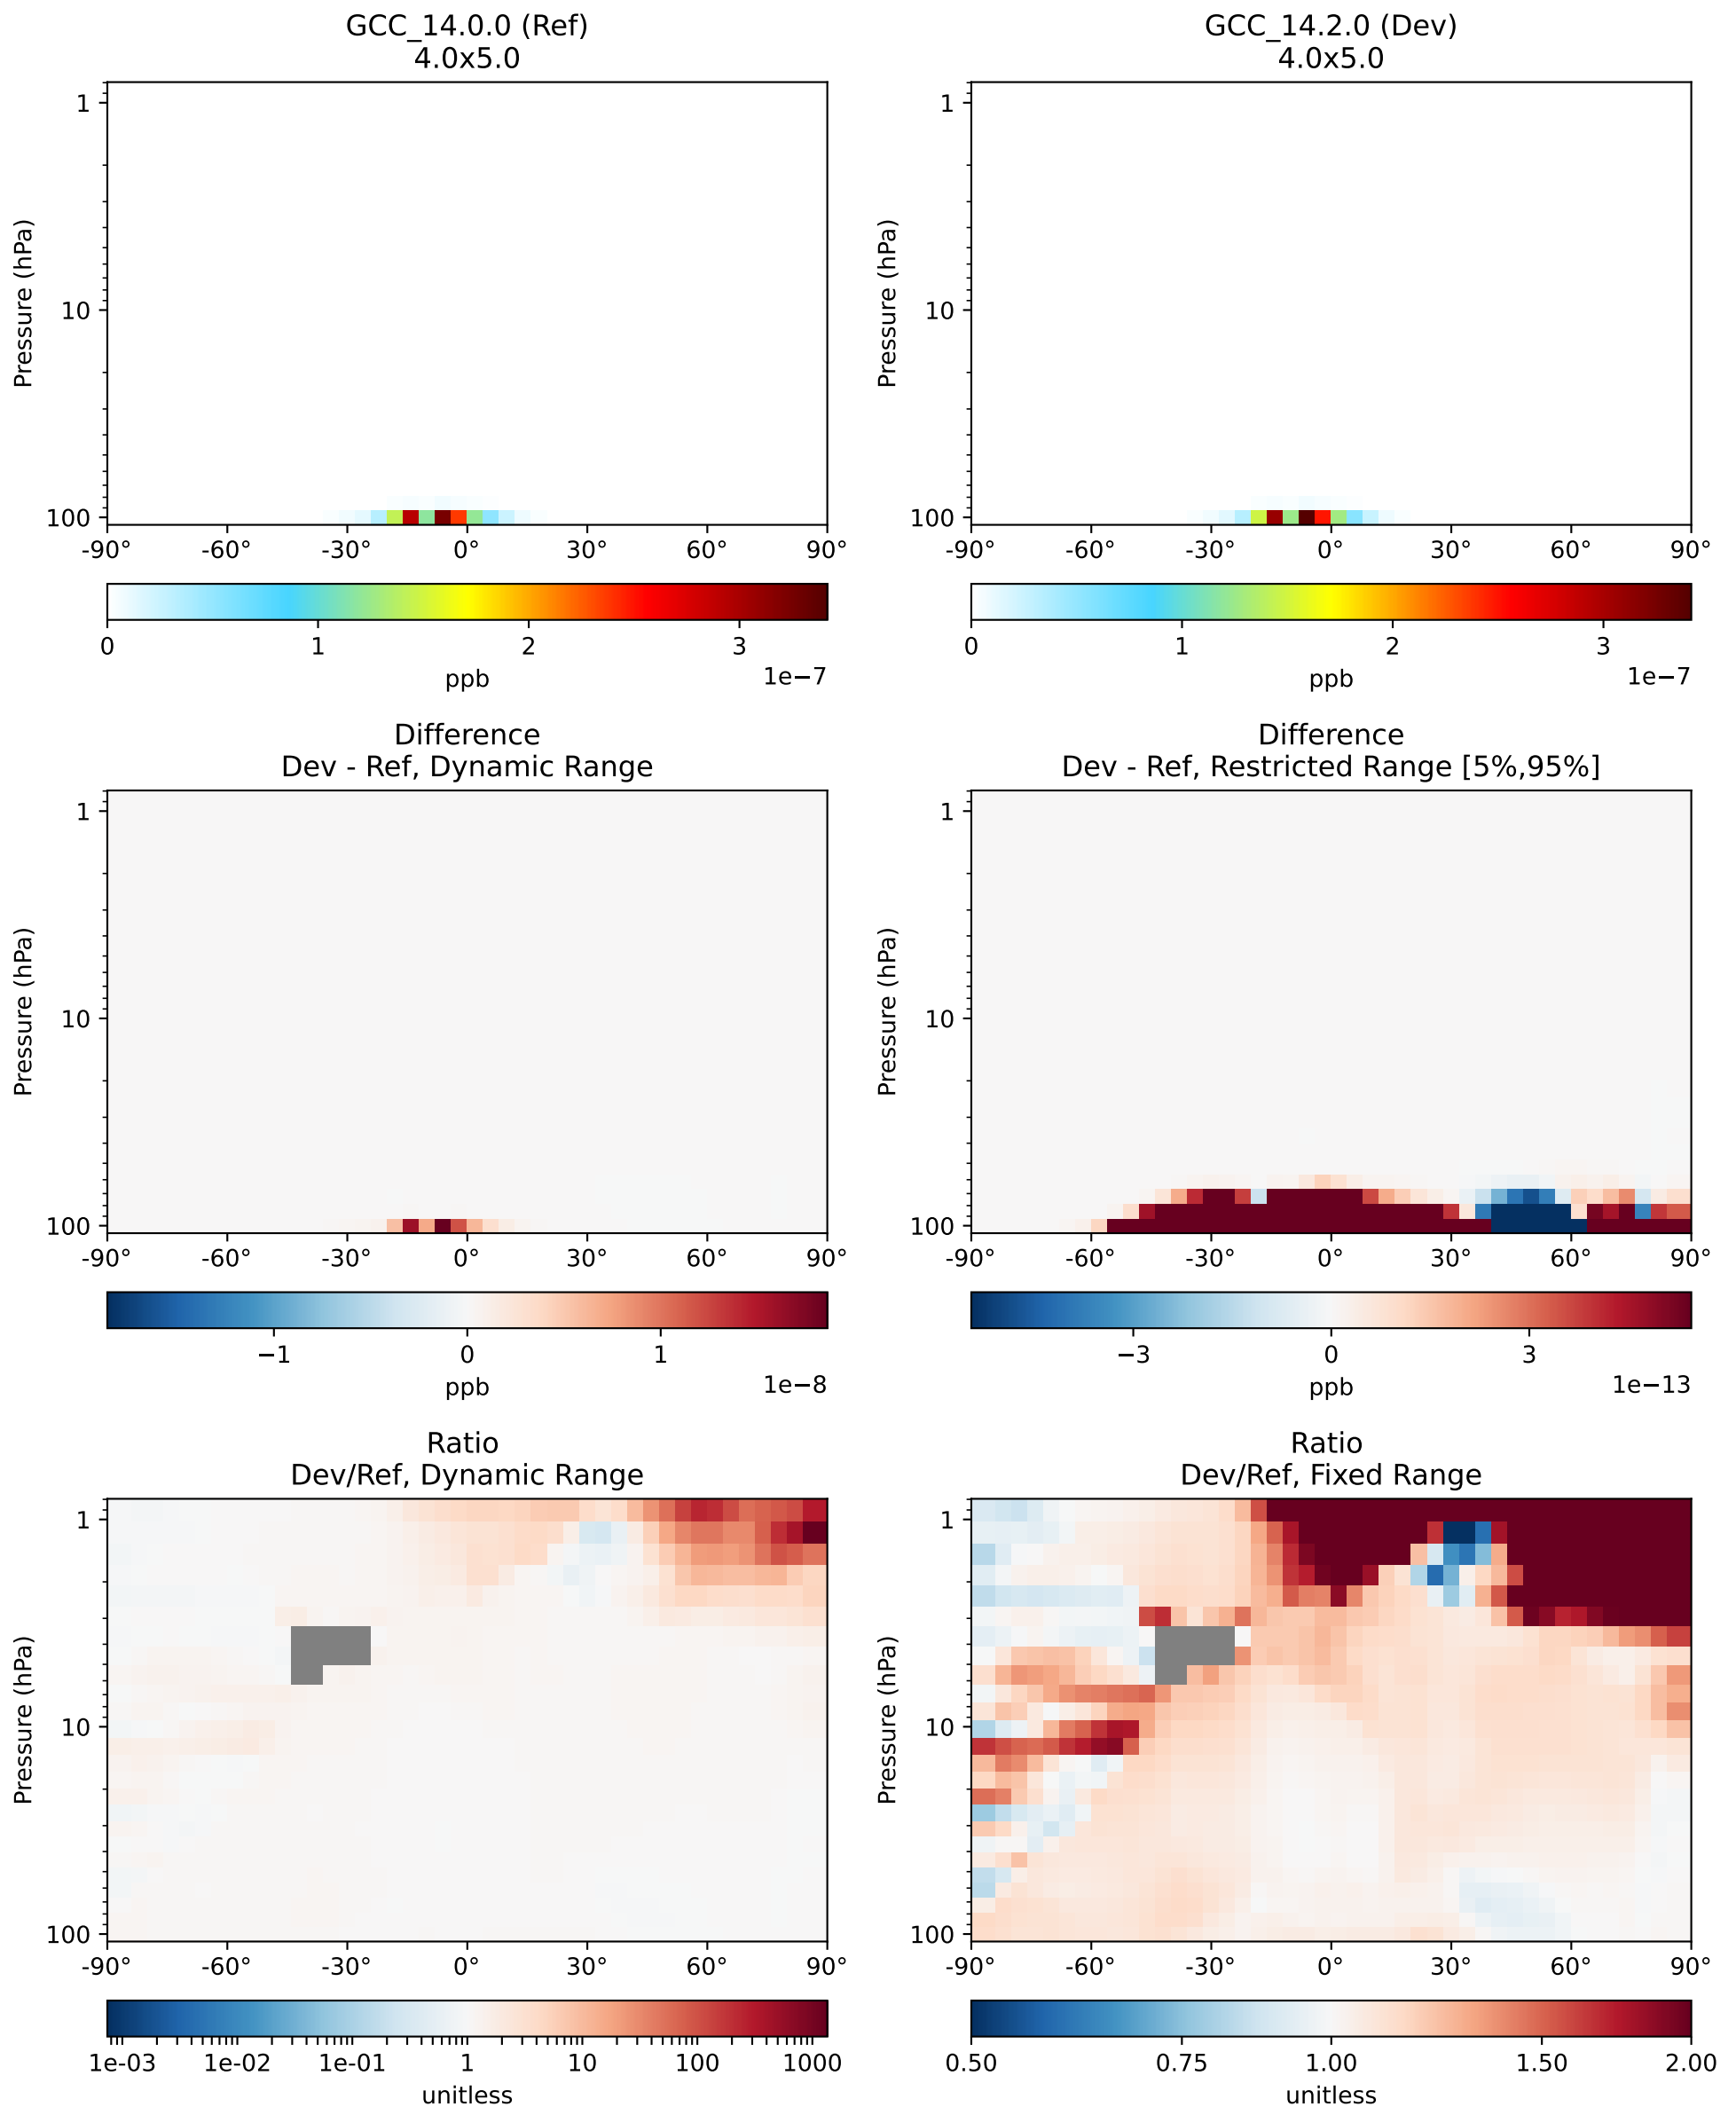 GCC_14.0.0 (Ref)
4.0x5.0
GCC_14.2.0 (Dev)
4.0x5.0
Pressure (hPa)
1
10
100
-90° -60° -30° 0° 30° 60° 90°
0 1 2 3
1e−7
ppb
Pressure (hPa)
1
10
100
-90° -60° -30° 0° 30° 60° 90°
0 1 2 3
1e−7
ppb
Difference
Dev - Ref, Dynamic Range
Difference
Dev - Ref, Restricted Range [5%,95%]
Pressure (hPa)
1
10
100
-90° -60° -30° 0° 30° 60° 90°
−1 0 1
1e−8
ppb
Pressure (hPa)
1
10
100
-90° -60° -30° 0° 30° 60° 90°
−3 0 3
1e−13
ppb
Ratio
Dev/Ref, Dynamic Range
Ratio
Dev/Ref, Fixed Range
Pressure (hPa)
1
10
100
-90° -60° -30° 0° 30° 60° 90°
1e-03 1e-02 1e-01 1 10 100 1000
unitless
Pressure (hPa)
1
10
100
-90° -60° -30° 0° 30° 60° 90°
0.50 0.75 1.00 1.50 2.00
unitless